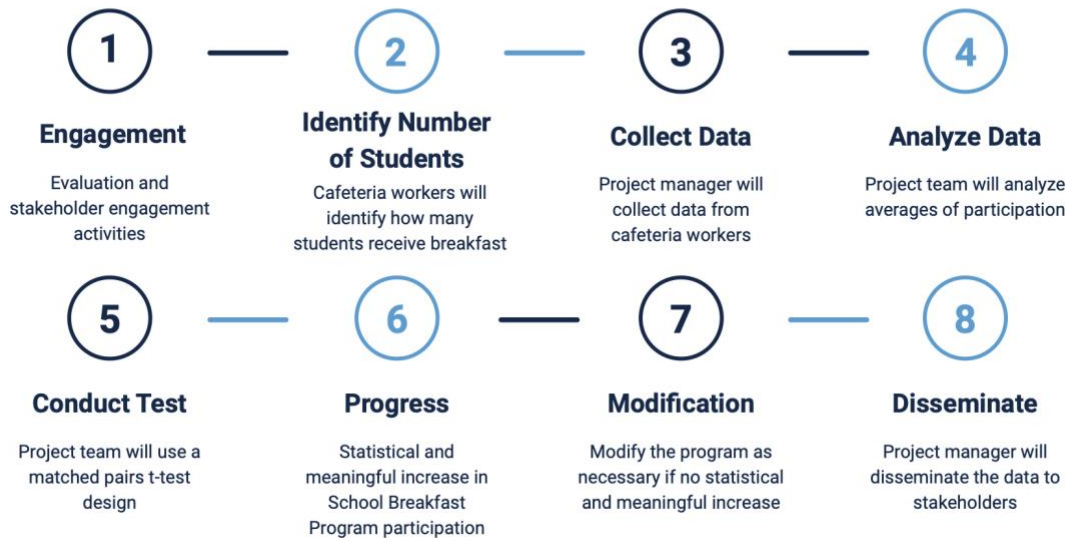 1
Engagement
Evaluation and
stakeholder engagement
activities
2
Identify Number
of Students
Cafeteria workers will
identify how many
students receive breakfast
3
Collect Data
Project manager will
collect data from
cafeteria workers
4
Analyze Data
Project team will analyze
averages of participation
5
Conduct Test
Project team will use a
matched pairs t-test
design
6
Progress
Statistical and
meaningful increase in
School Breakfast
Program participation
7
Modification
Modify the program as
necessary if no statistical
and meaningful increase
8
Disseminate
Project manager will
disseminate the data to
stakeholders